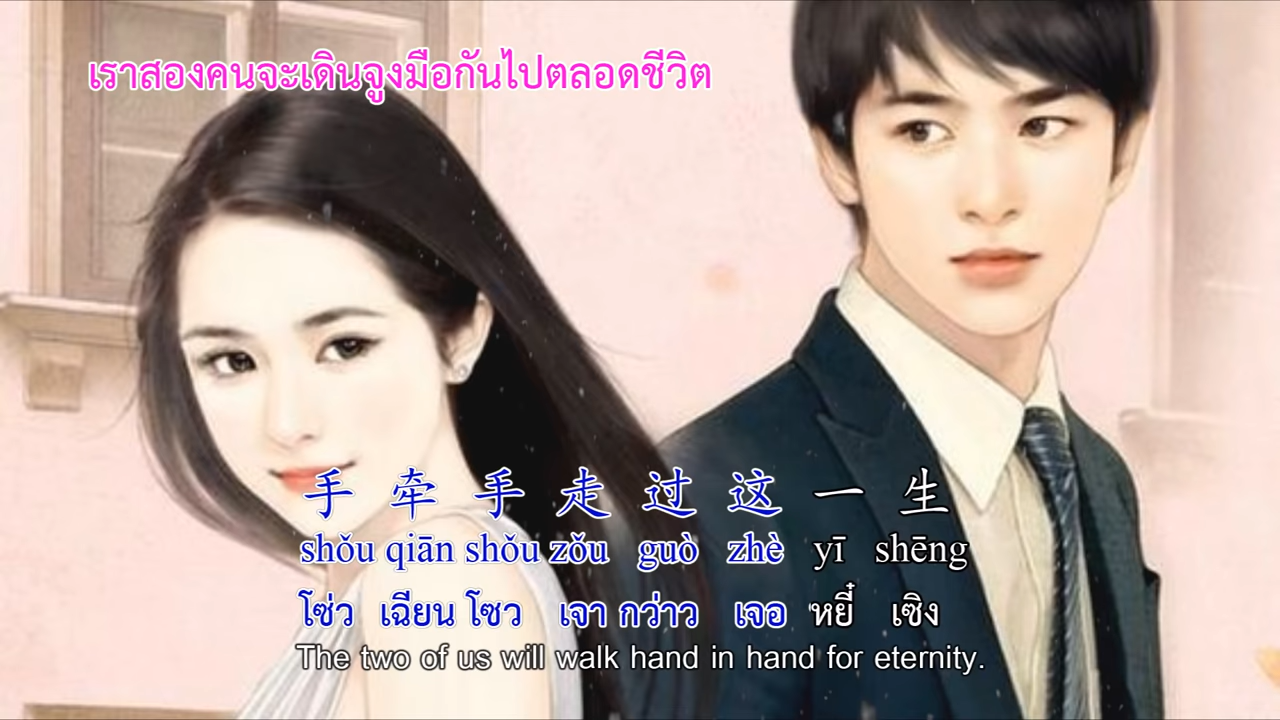 เราสองคนจะเดินจูงมือกันไปตลอดชีวิต
手 牵 手 走 过 这 一 生
shǒu qiān shǒu zǒu guò zhè yī shēng
โซ่ว เฉียน โซว เจา กว่าว เจอ หยี๋ เซิง
The two of us will walk hand in hand for eternity.